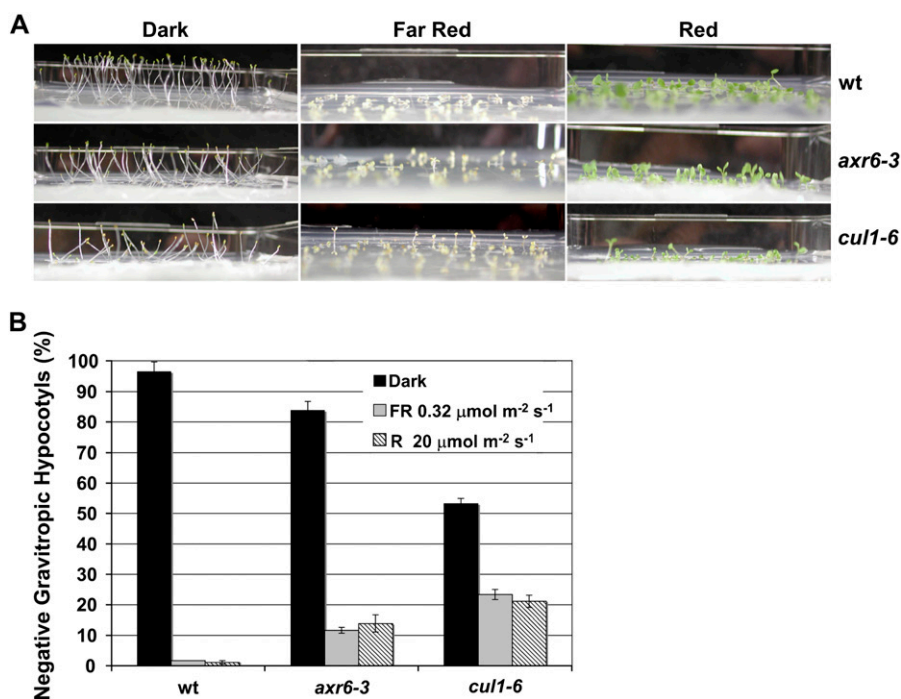 A
Dark Far Red Red
wt
axr6-3
cul1-6
B
Negative Gravitropic Hypocotyls (%)
100
90
80
70
60
50
40
30
20
10
0
Dark
FR 0.32 μmol m⁻² s⁻¹
R 20 μmol m⁻² s⁻¹
wt axr6-3 cul1-6